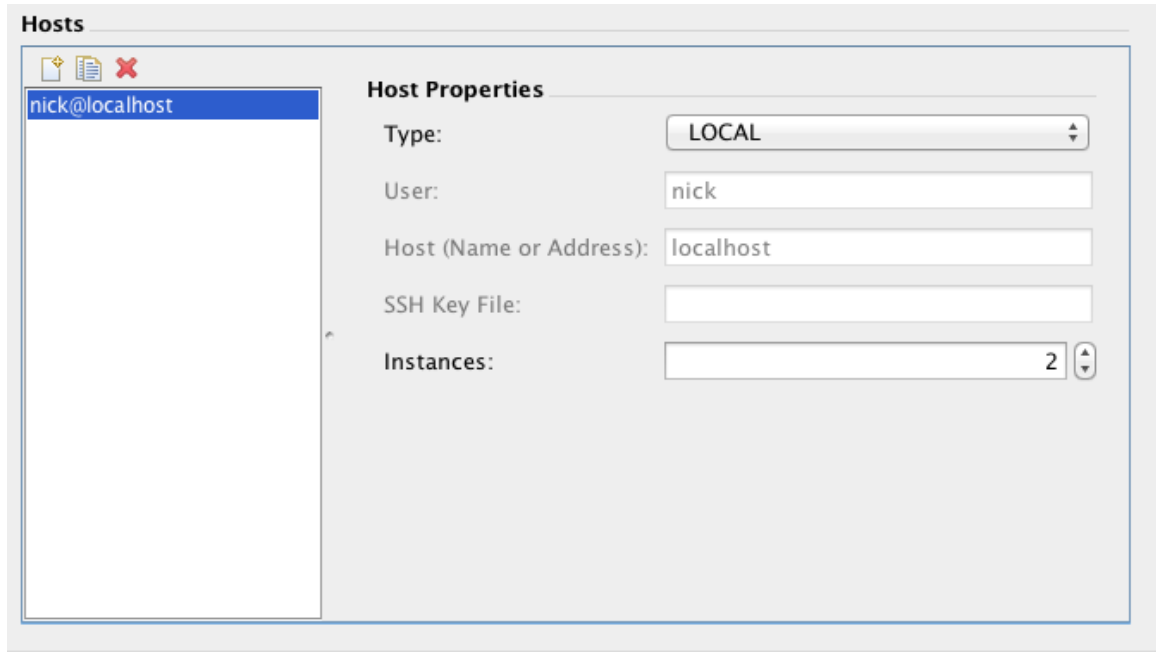 Hosts
nick@localhost
Host Properties
Type: LOCAL
User: nick
Host (Name or Address): localhost
SSH Key File:
Instances: 2